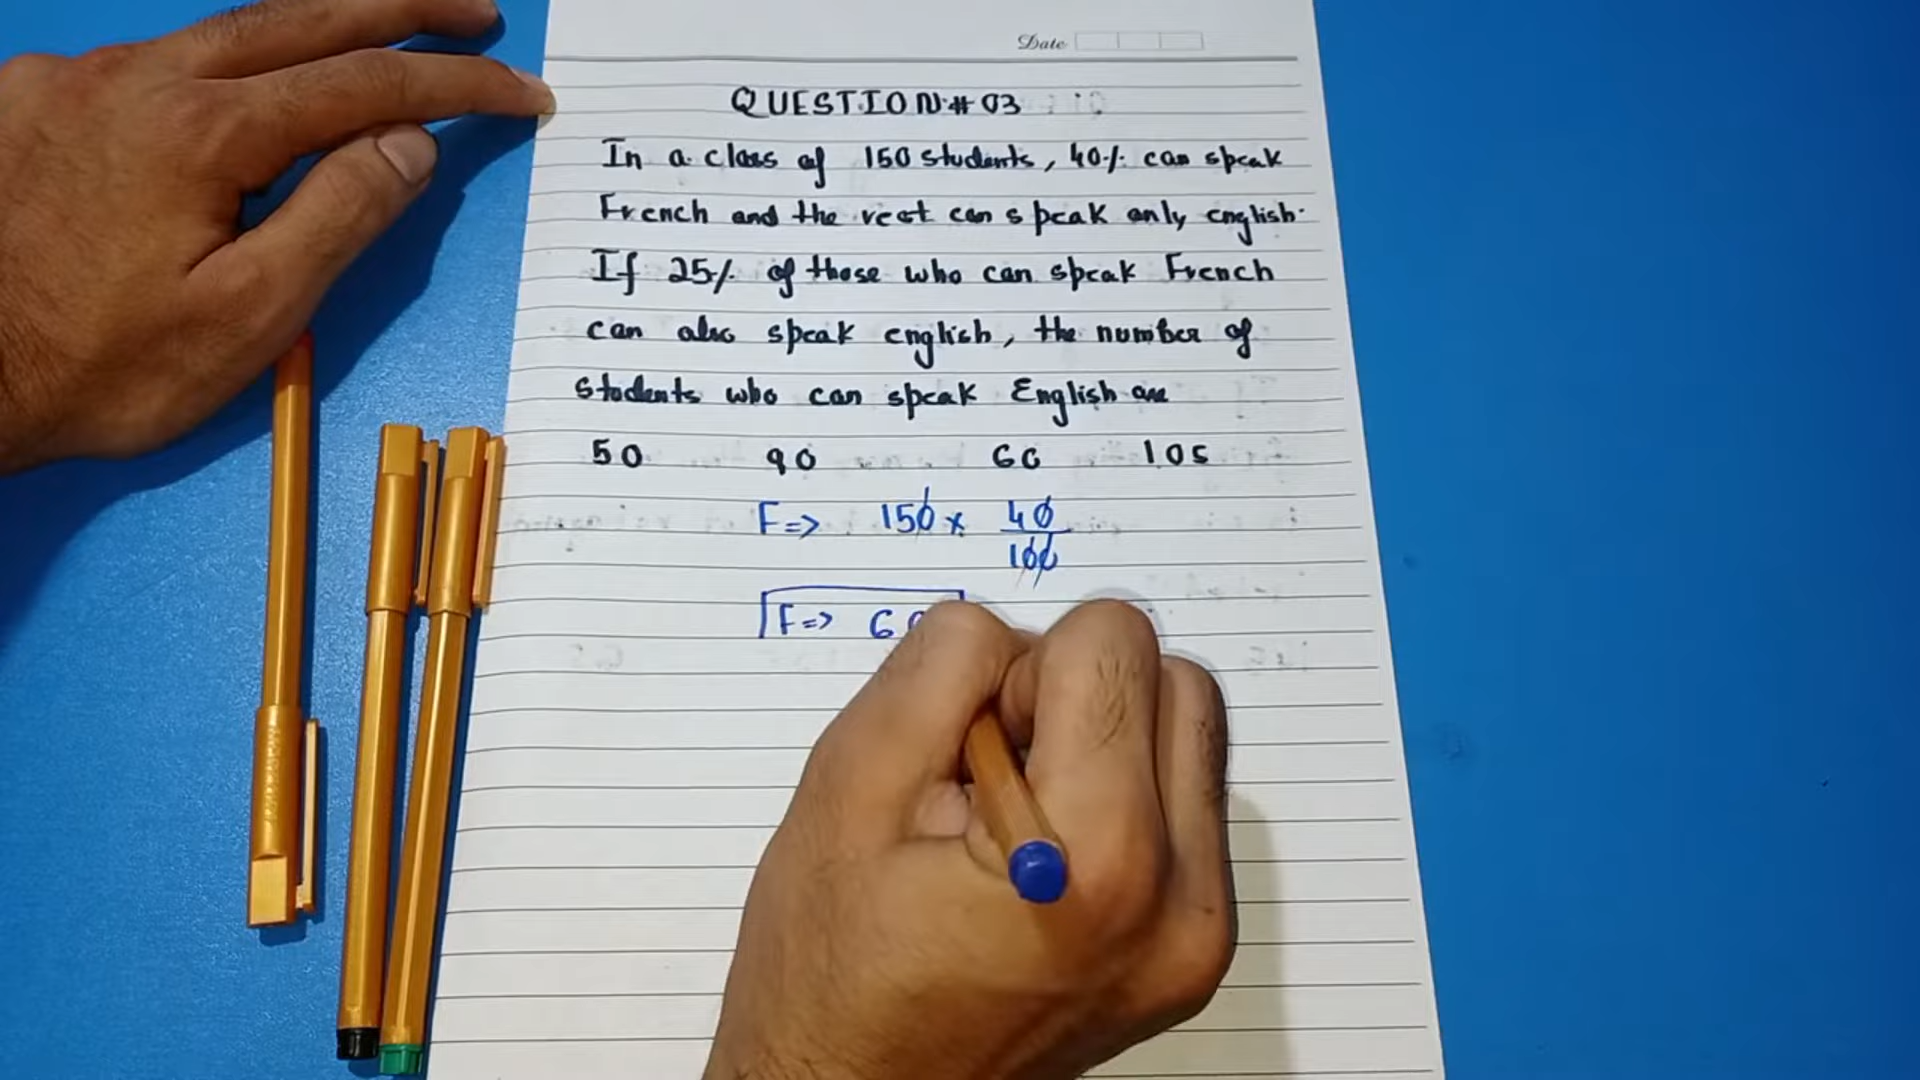 Date
QUESTION # 03
In a class of 150 students, 40% can speak
French and the rest can speak only english.
If 25% of those who can speak French
can also speak english, the number of
students who can speak English are
50 90 60 105
F=> 150 x 40
100
F=> 60